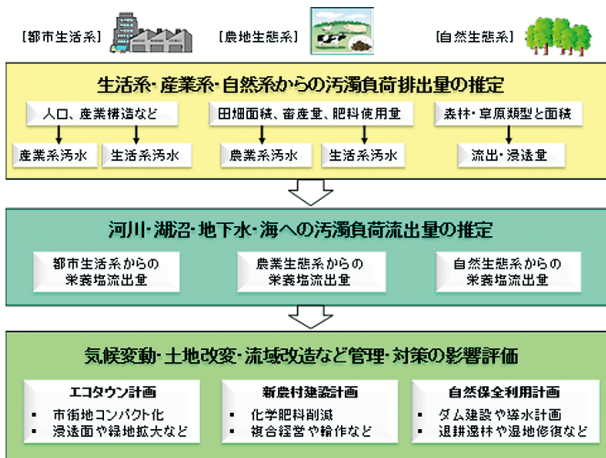 [都市生活系]
[農地生態系]
[自然生態系]
生活系・産業系・自然系からの汚濁負荷排出量の推定
人口、産業構造など
田畑面積、畜産量、肥料使用量
森林・草原類型と面積
産業系汚水
生活系汚水
農業系汚水
生活系汚水
流出・浸透量
河川・湖沼・地下水・海への汚濁負荷流出量の推定
都市生活系からの
栄養塩流出量
農業生態系からの
栄養塩流出量
自然生態系からの
栄養塩流出量
気候変動・土地改変・流域改造など管理・対策の影響評価
エコタウン計画
▪ 市街地コンパクト化
▪ 浸透面や緑地拡大など
新農村建設計画
▪ 化学肥料削減
▪ 複合経営や輪作など
自然保全利用計画
▪ ダム建設や導水計画
▪ 退耕還林や湿地修復など